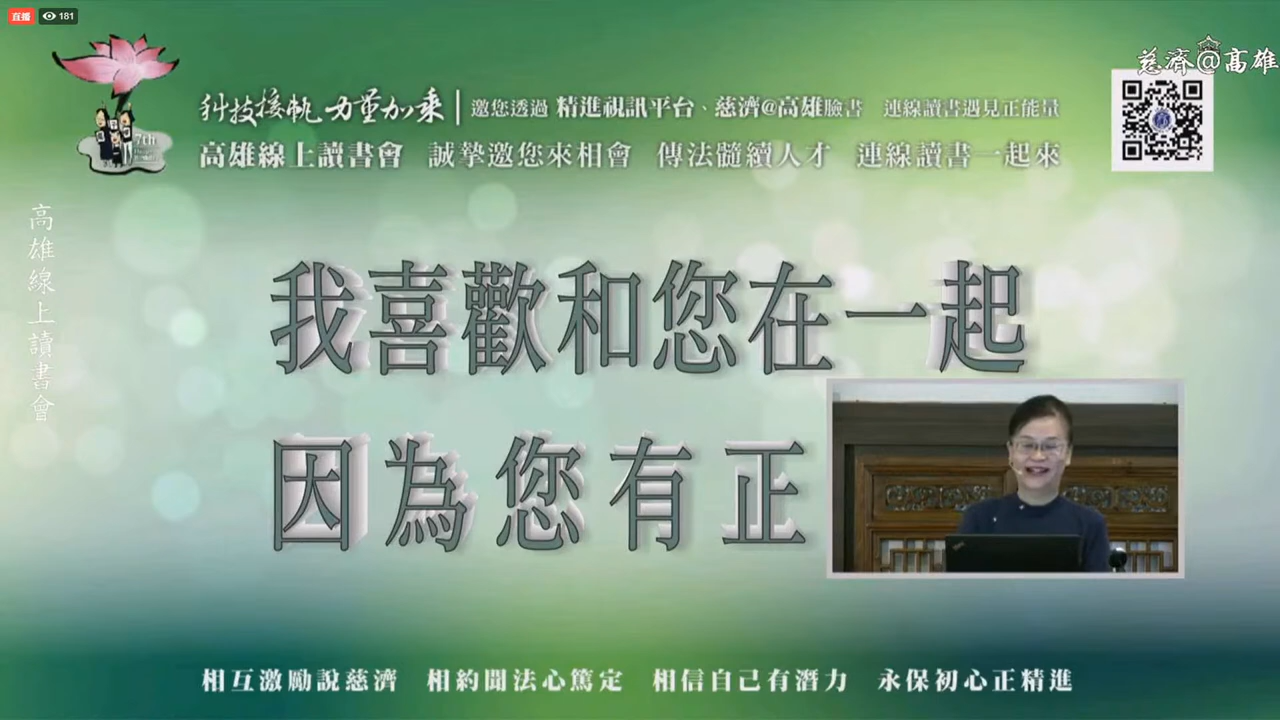 直播 181
慈濟@高雄
科技接軌 力量加乘 | 邀您透過 精進視訊平台、慈濟@高雄臉書 連線讀書遇見正能量
7th
高雄線上讀書會 誠摯邀您來相會 傳法髓續人才 連線讀書一起來
高雄線上讀書會
我喜歡和您在一起
因為您有正
相互激勵說慈濟 相約聞法心篤定 相信自己有潛力 永保初心正精進